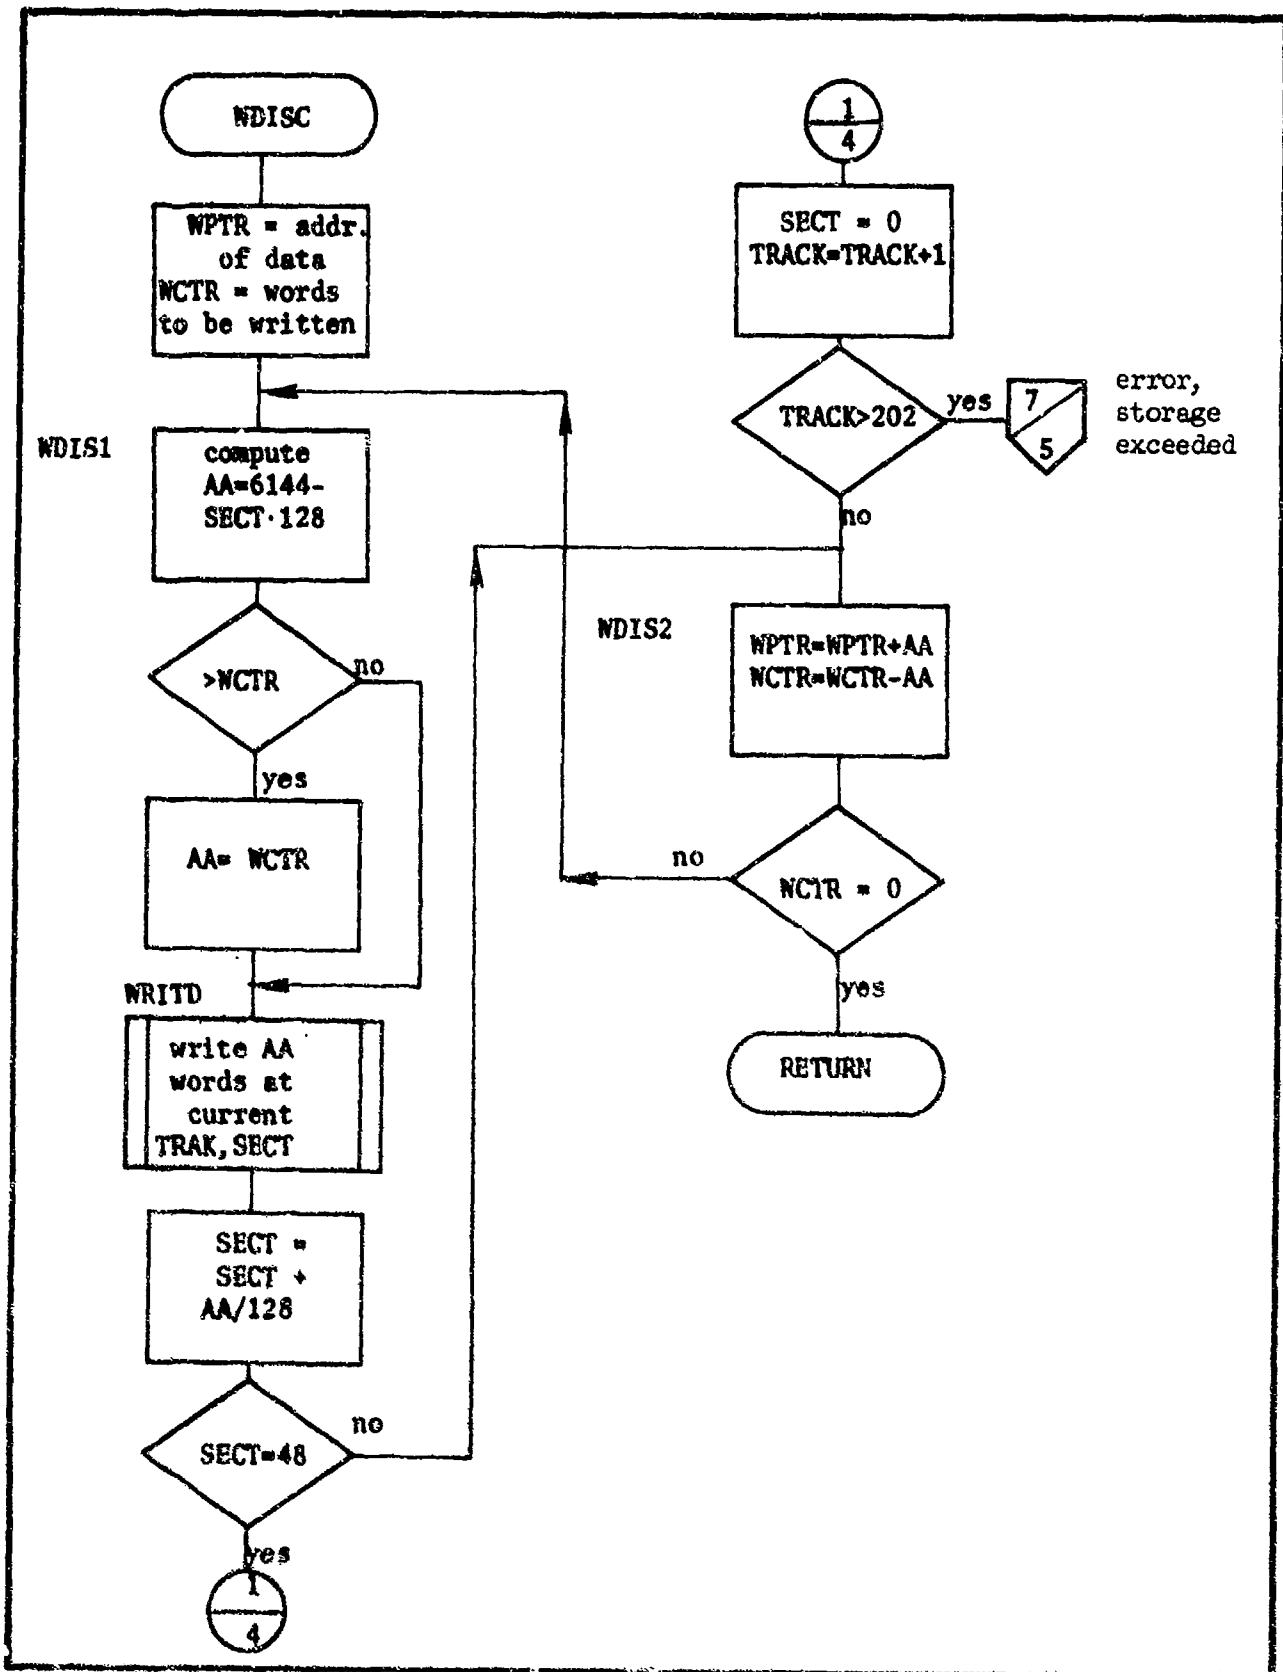 WDISC
WPTR = addr.
of data
WCTR = words
to be written
WDIS1
compute
AA=6144-
SECT·128
>WCTR
no
yes
AA= WCTR
WRITD
write AA
words at
current
TRAK,SECT
SECT =
SECT +
AA/128
SECT=48
no
yes
1
4
1
4
SECT = 0
TRACK=TRACK+1
TRACK>202
yes
7
5
error,
storage
exceeded
no
WDIS2
WPTR=WPTR+AA
WCTR=WCTR-AA
WCTR = 0
no
yes
RETURN